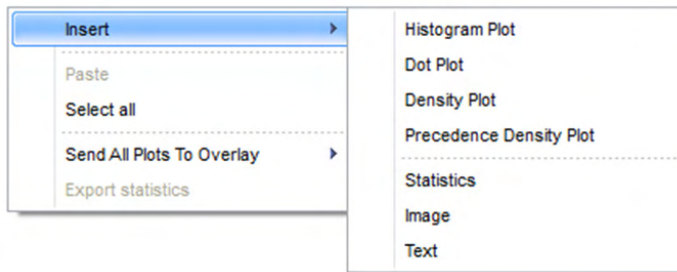 Insert
Paste
Select all
Send All Plots To Overlay
Export statistics
Histogram Plot
Dot Plot
Density Plot
Precedence Density Plot
Statistics
Image
Text